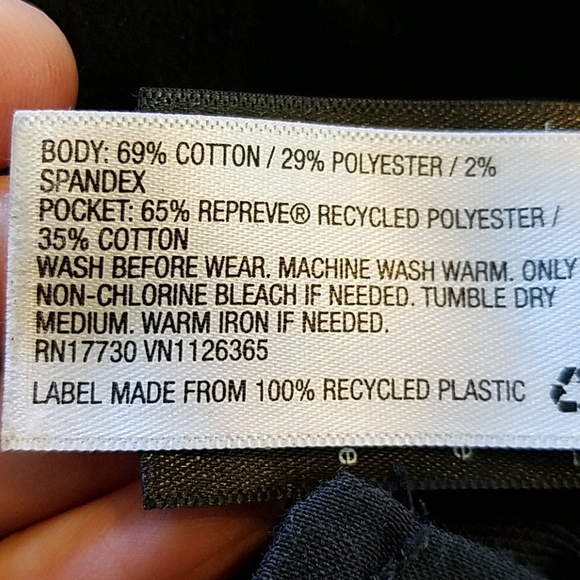 BODY: 69% COTTON / 29% POLYESTER / 2%
SPANDEX
POCKET: 65% REPREVE® RECYCLED POLYESTER /
35% COTTON
WASH BEFORE WEAR. MACHINE WASH WARM. ONLY
NON-CHLORINE BLEACH IF NEEDED. TUMBLE DRY
MEDIUM. WARM IRON IF NEEDED.
RN17730 VN1126365
LABEL MADE FROM 100% RECYCLED PLASTIC